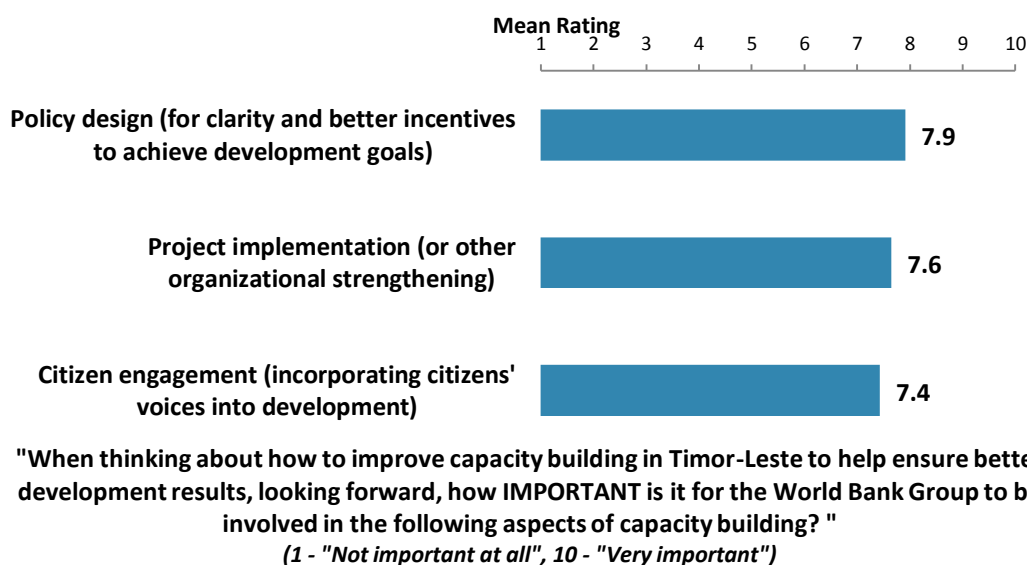 Mean Rating
1 2 3 4 5 6 7 8 9 10
Policy design (for clarity and better incentives
to achieve development goals)
7.9
Project implementation (or other
organizational strengthening)
7.6
Citizen engagement (incorporating citizens'
voices into development)
7.4
"When thinking about how to improve capacity building in Timor-Leste to help ensure bette
development results, looking forward, how IMPORTANT is it for the World Bank Group to b
involved in the following aspects of capacity building? "
(1 - "Not important at all", 10 - "Very important")